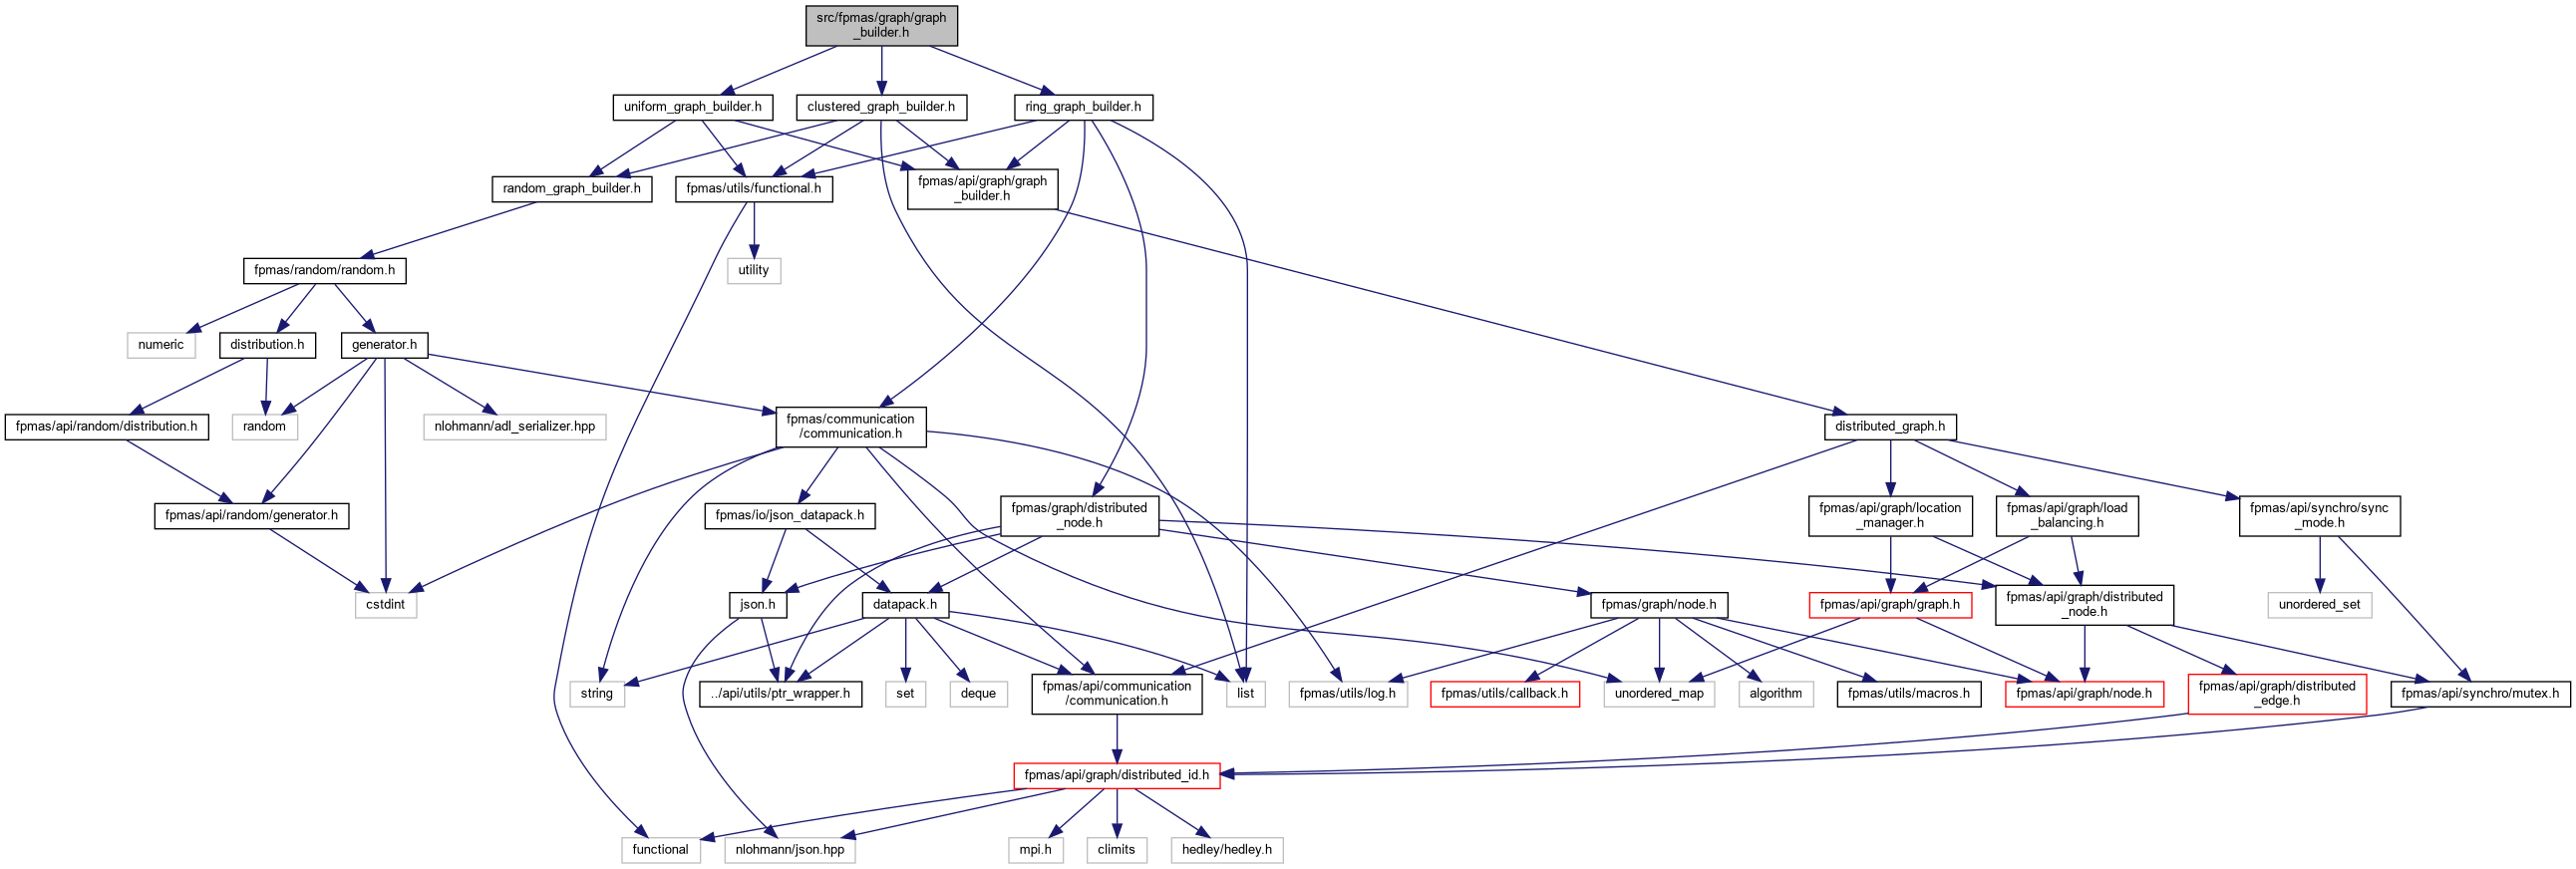 src/fpmas/graph/graph
_builder.h
uniform_graph_builder.h
clustered_graph_builder.h
ring_graph_builder.h
random_graph_builder.h
fpmas/utils/functional.h
fpmas/api/graph/graph
_builder.h
fpmas/random/random.h
utility
numeric
distribution.h
generator.h
fpmas/api/random/distribution.h
random
nlohmann/adl_serializer.hpp
fpmas/communication
/communication.h
distributed_graph.h
fpmas/api/random/generator.h
fpmas/io/json_datapack.h
fpmas/graph/distributed
_node.h
fpmas/api/graph/location
_manager.h
fpmas/api/graph/load
_balancing.h
fpmas/api/synchro/sync
_mode.h
cstdint
json.h
datapack.h
fpmas/graph/node.h
fpmas/api/graph/graph.h
fpmas/api/graph/distributed
_node.h
unordered_set
string
../api/utils/ptr_wrapper.h
set
deque
fpmas/api/communication
/communication.h
list
fpmas/utils/log.h
fpmas/utils/callback.h
unordered_map
algorithm
fpmas/utils/macros.h
fpmas/api/graph/node.h
fpmas/api/graph/distributed
_edge.h
fpmas/api/synchro/mutex.h
fpmas/api/graph/distributed_id.h
functional
nlohmann/json.hpp
mpi.h
climits
hedley/hedley.h